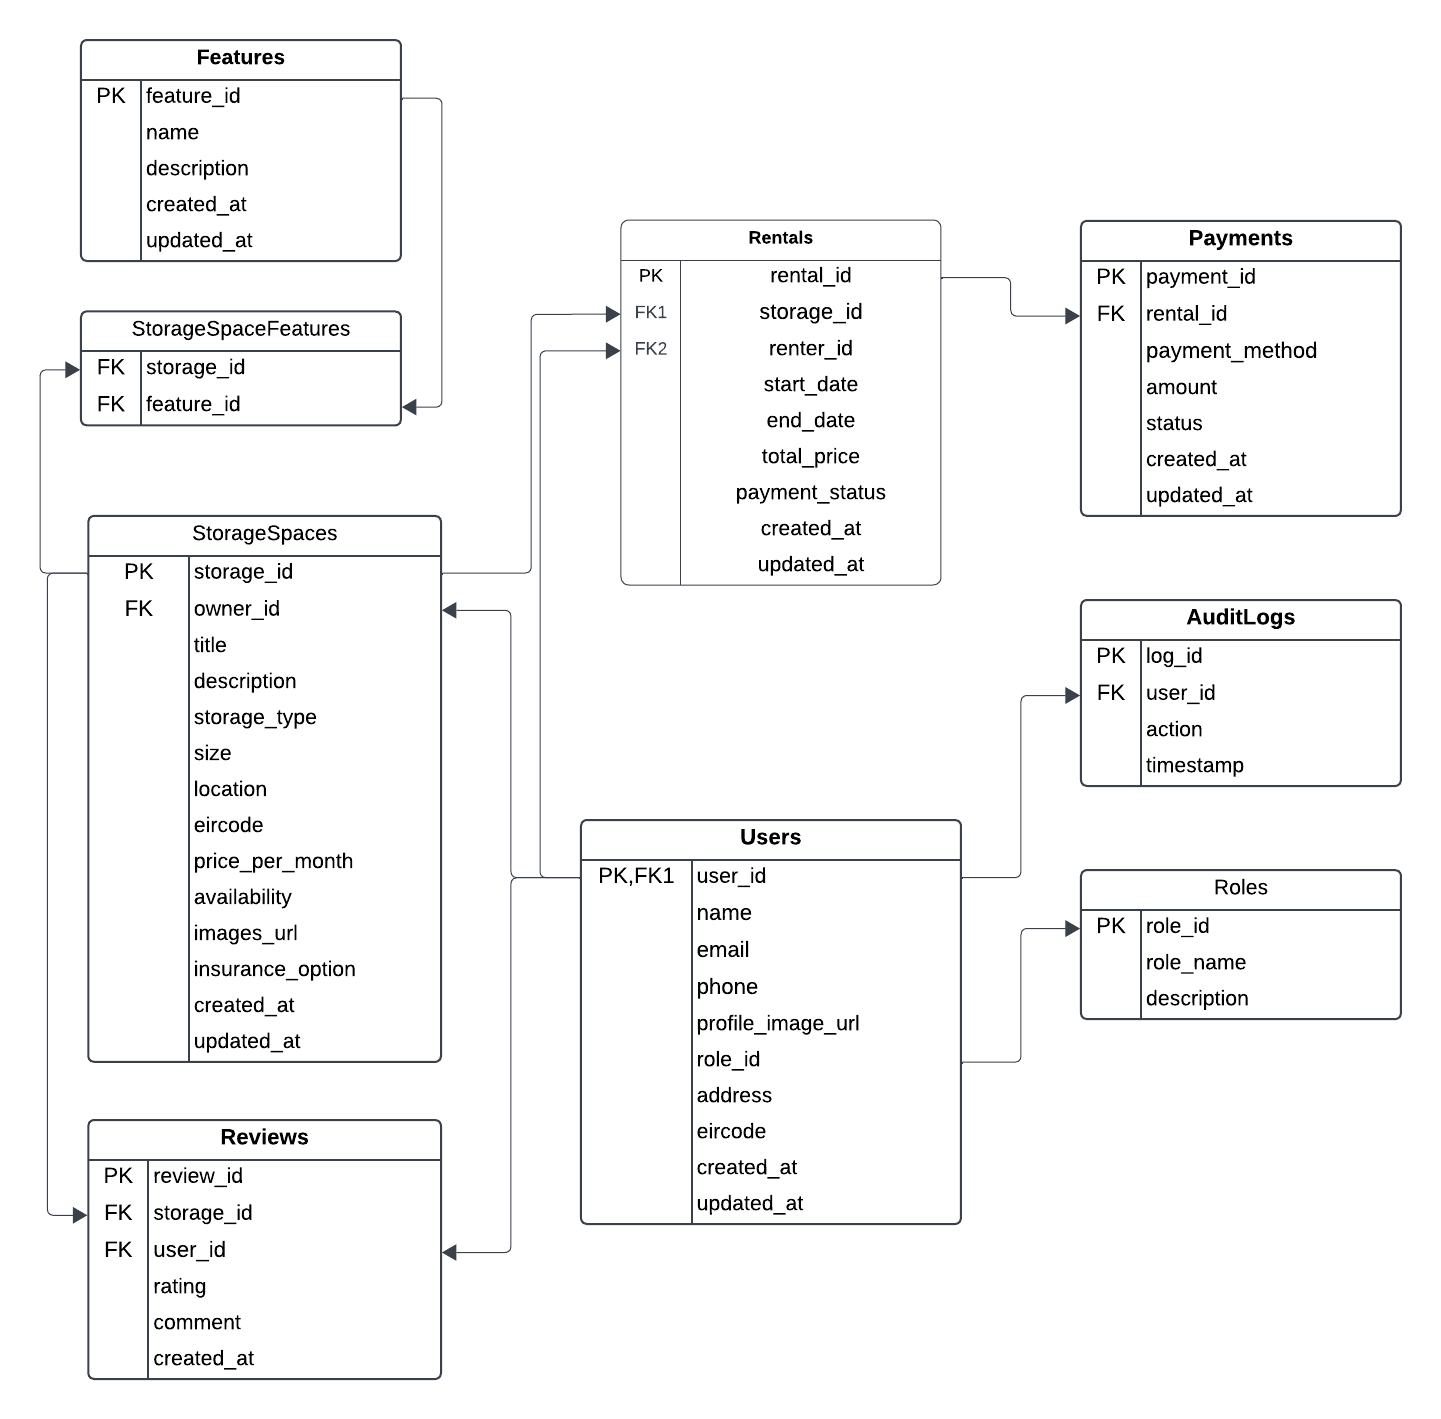 Features
PK feature_id
name
description
created_at
updated_at
StorageSpaceFeatures
FK storage_id
FK feature_id
StorageSpaces
PK storage_id
FK owner_id
title
description
storage_type
size
location
eircode
price_per_month
availability
images_url
insurance_option
created_at
updated_at
Reviews
PK review_id
FK storage_id
FK user_id
rating
comment
created_at
Rentals
PK rental_id
FK1 storage_id
FK2 renter_id
start_date
end_date
total_price
payment_status
created_at
updated_at
Users
PK,FK1 user_id
name
email
phone
profile_image_url
role_id
address
eircode
created_at
updated_at
Payments
PK payment_id
FK rental_id
payment_method
amount
status
created_at
updated_at
AuditLogs
PK log_id
FK user_id
action
timestamp
Roles
PK role_id
role_name
description